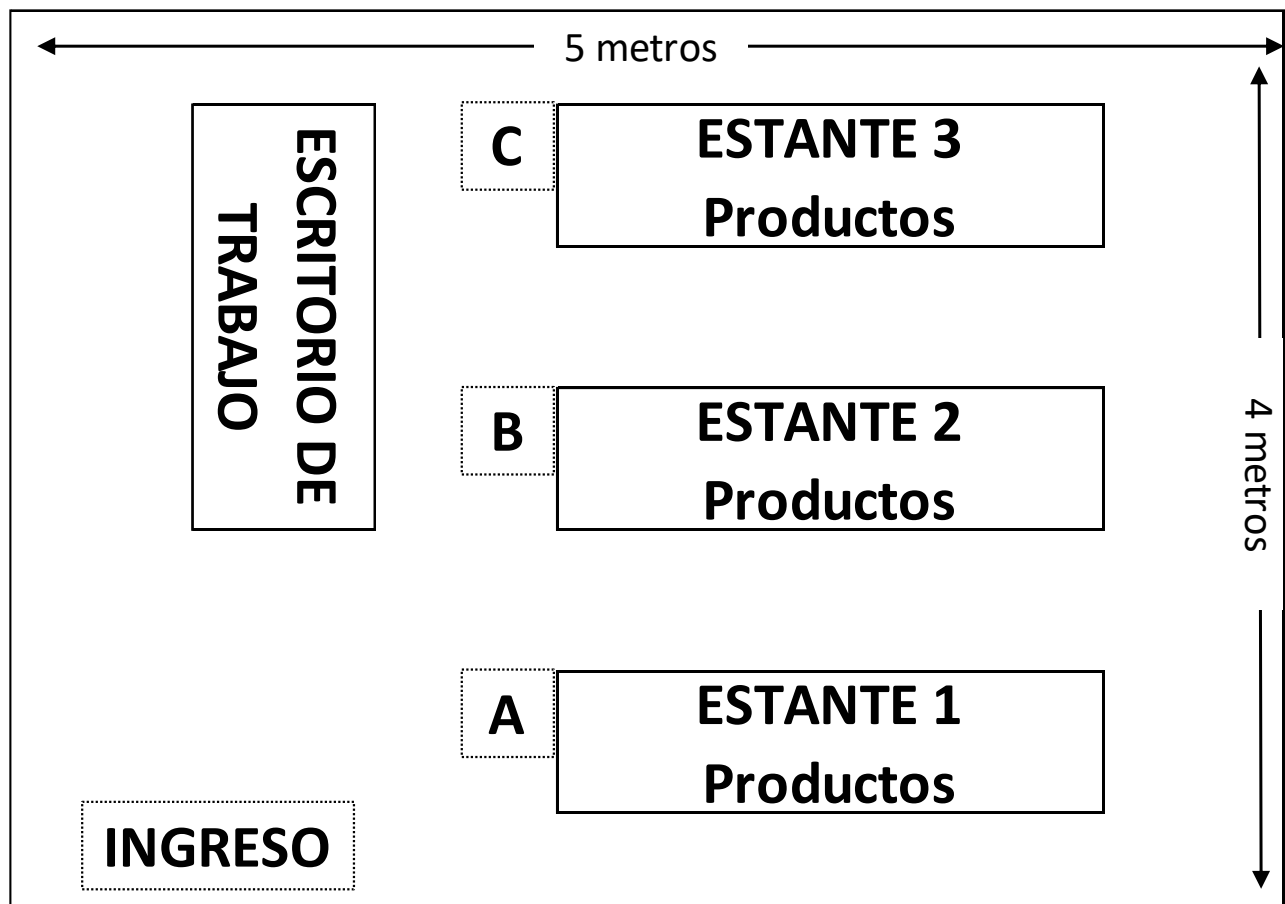 5 metros
ESCRITORIO DE
TRABAJO
C
ESTANTE 3
Productos
B
ESTANTE 2
Productos
4 metros
A
ESTANTE 1
Productos
INGRESO